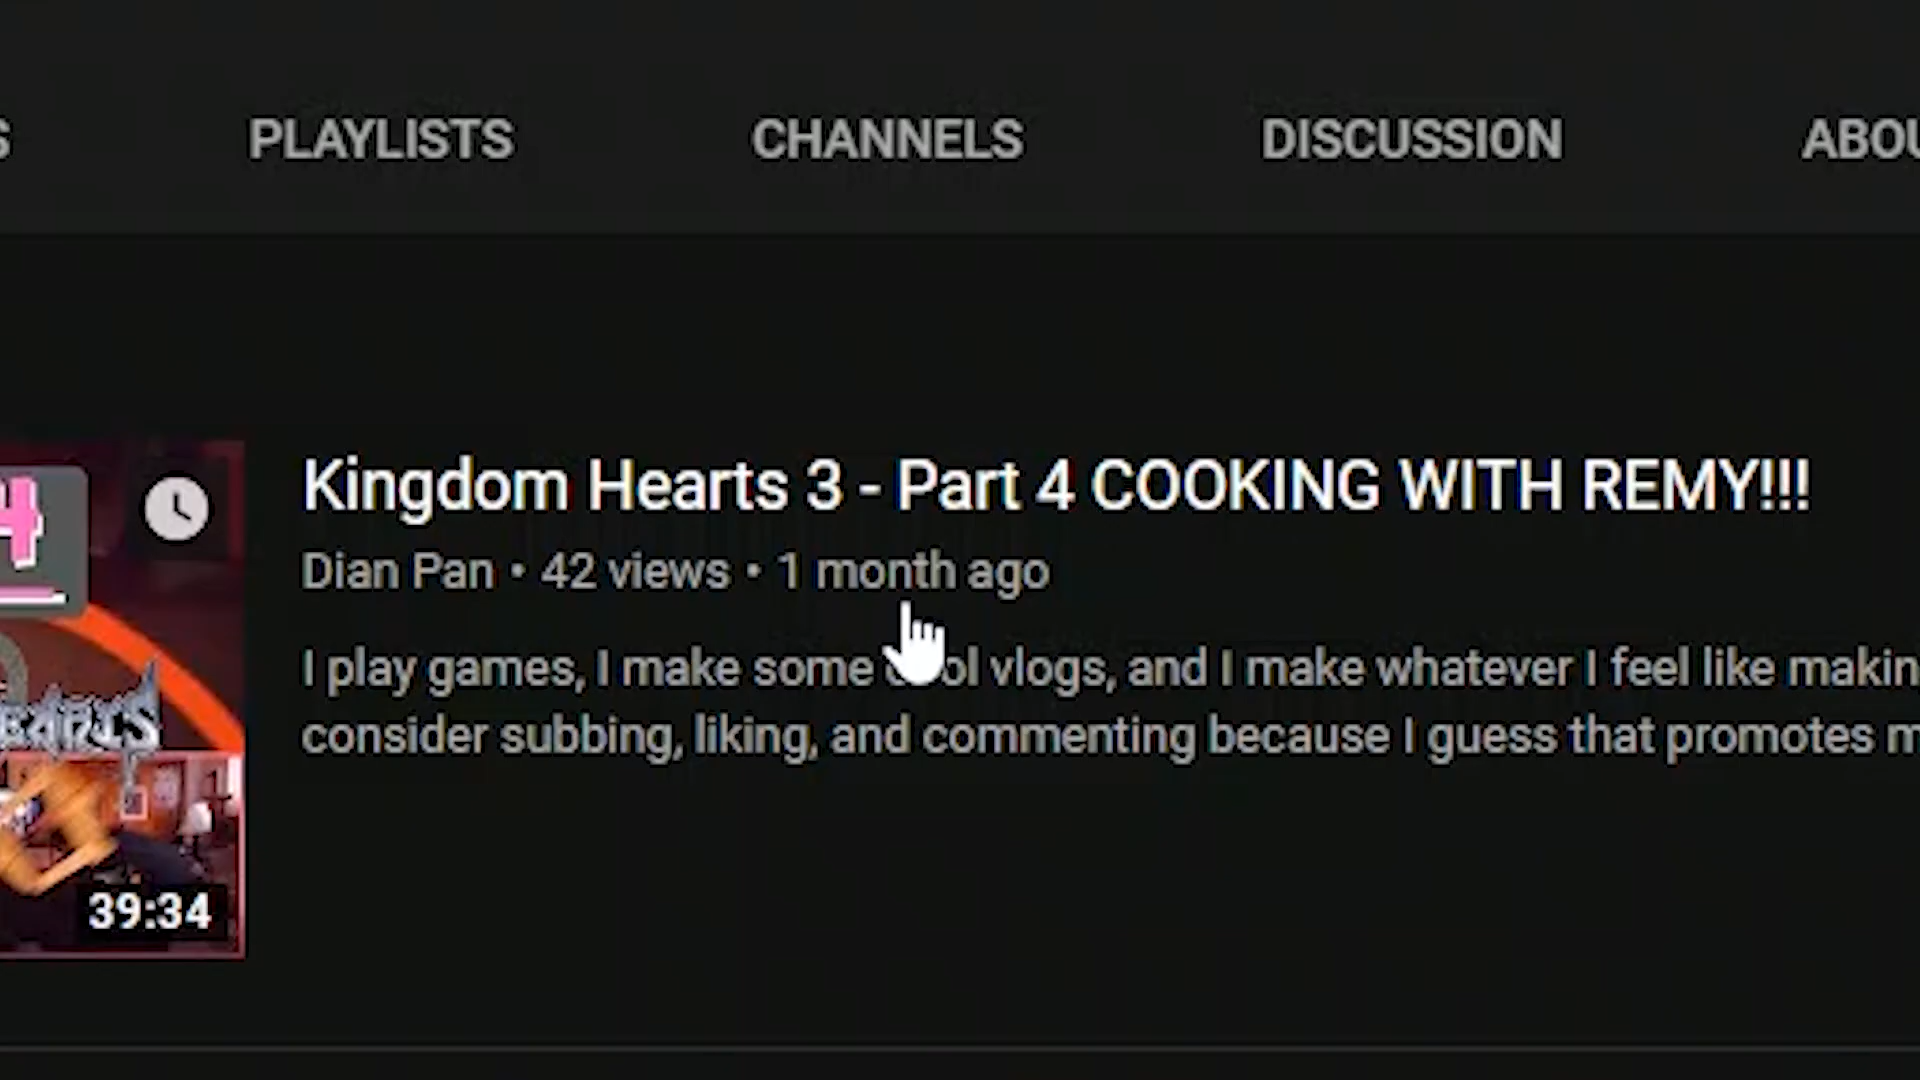 PLAYLISTS CHANNELS DISCUSSION
4
Kingdom Hearts 3 - Part 4 COOKING WITH REMY!!!
Dian Pan • 42 views • 1 month ago
I play games, I make some vlogs, and I make whatever I feel like makin
consider subbing, liking, and commenting because I guess that promotes m
39:34